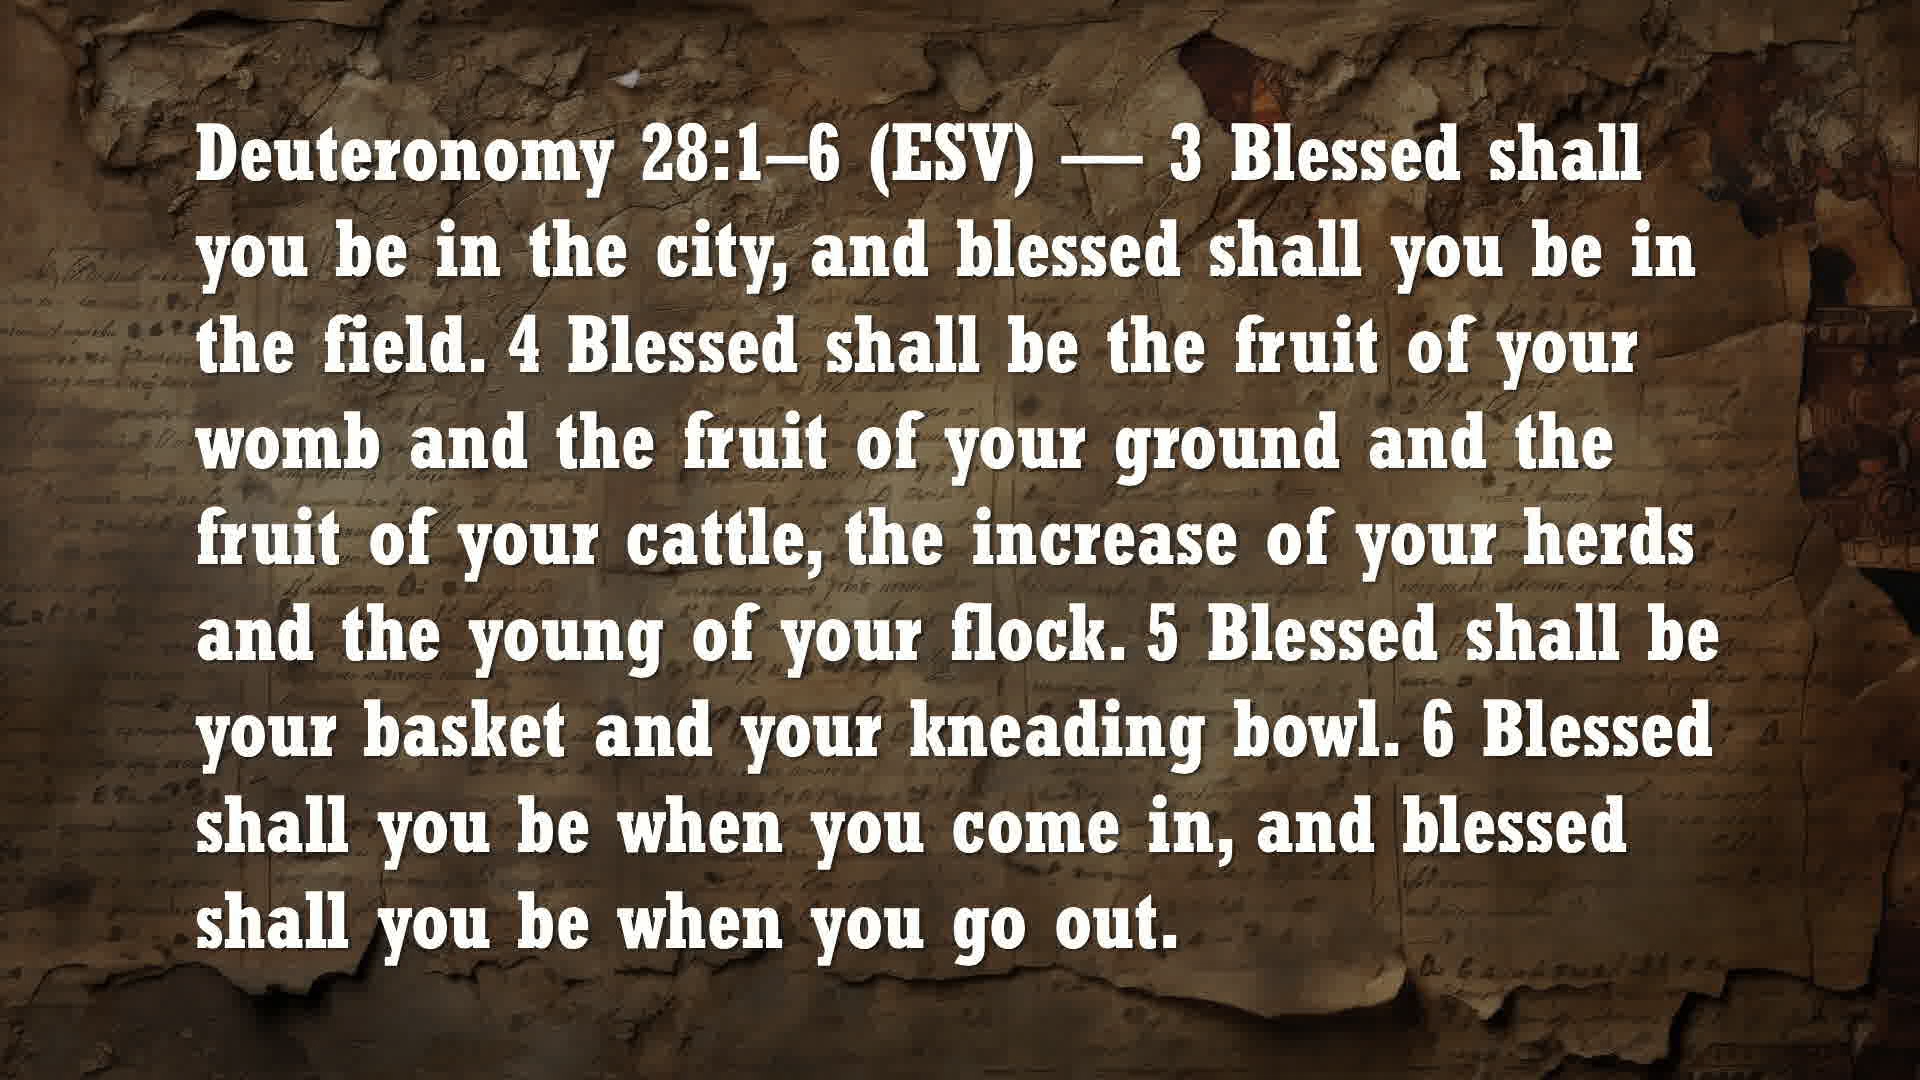 Deuteronomy 28:1–6 (ESV) — 3 Blessed shall
you be in the city, and blessed shall you be in
the field. 4 Blessed shall be the fruit of your
womb and the fruit of your ground and the
fruit of your cattle, the increase of your herds
and the young of your flock. 5 Blessed shall be
your basket and your kneading bowl. 6 Blessed
shall you be when you come in, and blessed
shall you be when you go out.